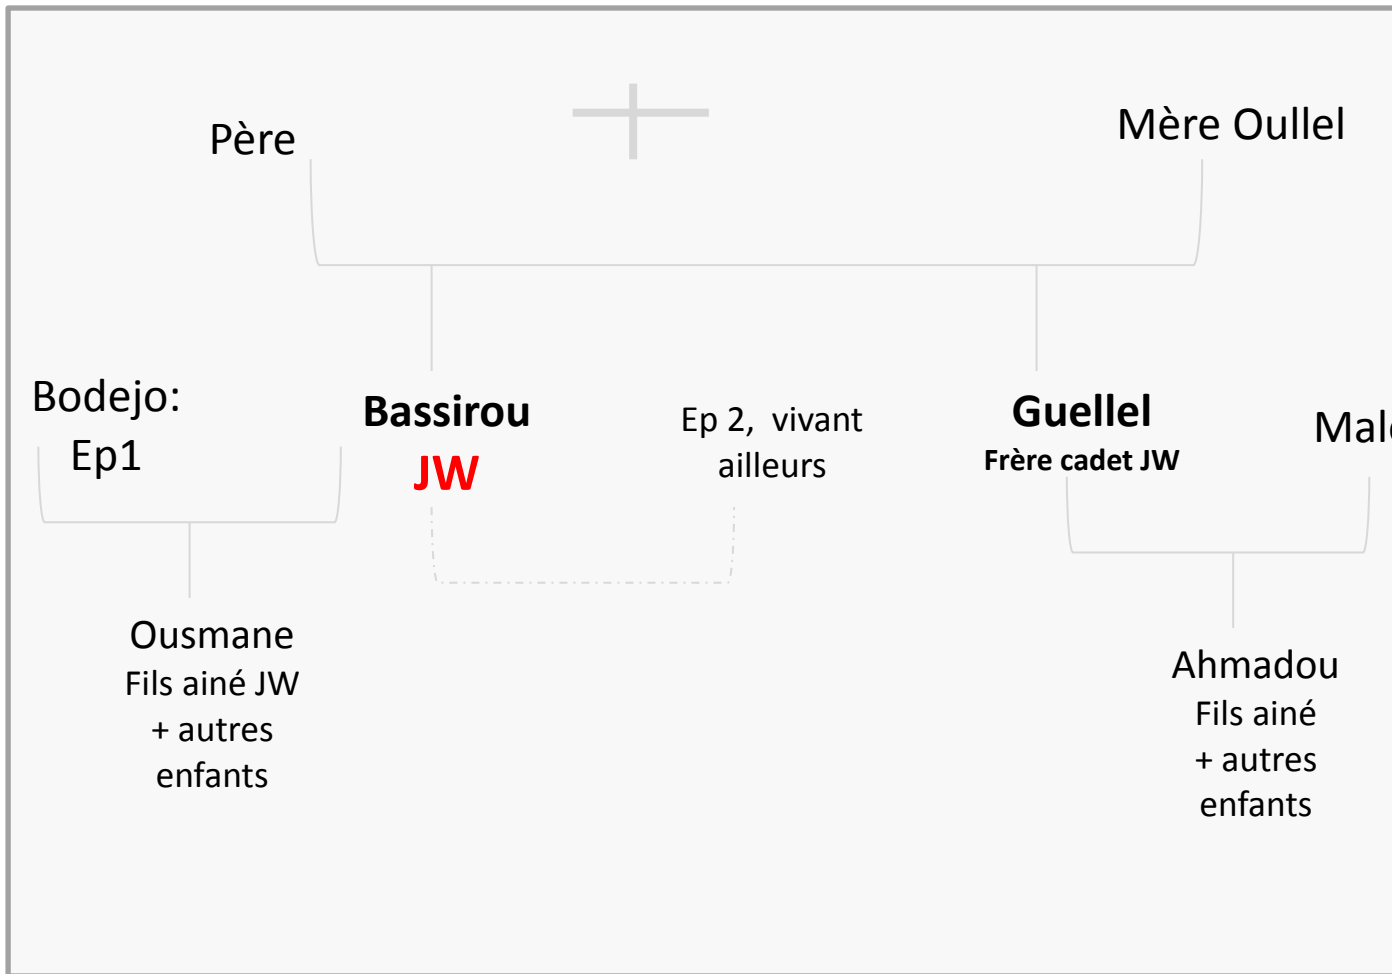 Père
Mère Oullel
Bodejo:
Ep1
Bassirou
JW
Ep 2, vivant
ailleurs
Guellel
Frère cadet JW
Ousmane
Fils ainé JW
+ autres
enfants
Ahmadou
Fils ainé
+ autres
enfants